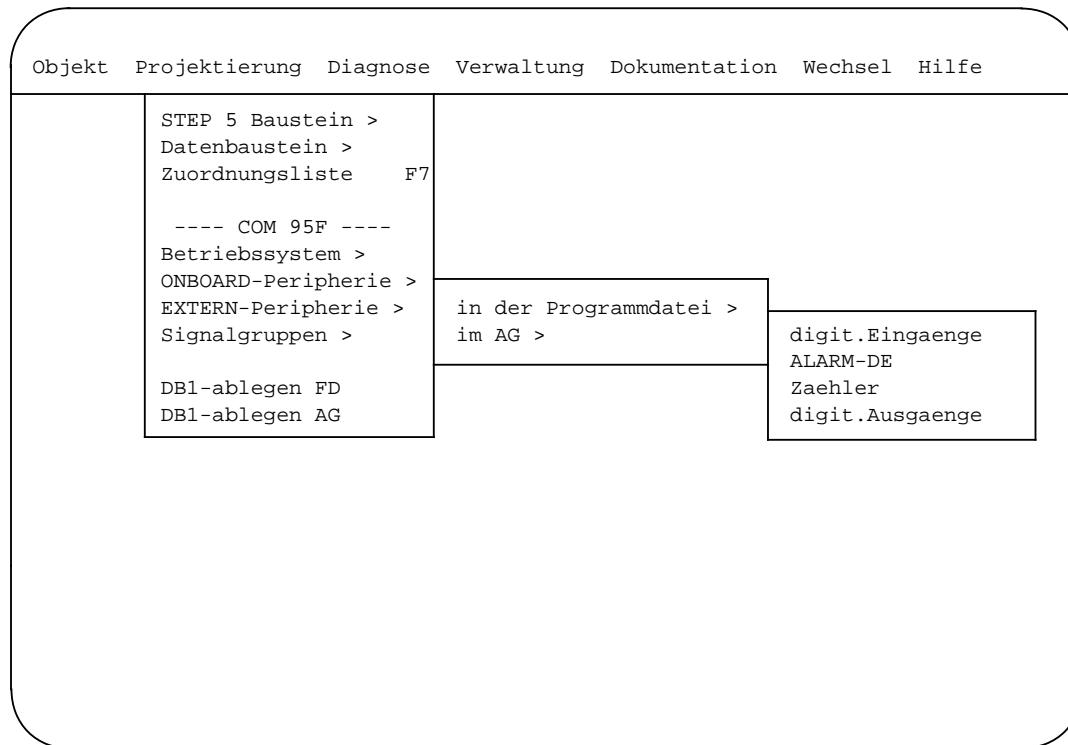 Objekt Projektierung Diagnose Verwaltung Dokumentation Wechsel Hilfe
STEP 5 Baustein >
Datenbaustein >
Zuordnungsliste F7
---- COM 95F ----
Betriebssystem >
ONBOARD-Peripherie >
EXTERN-Peripherie >
Signalgruppen >
DB1-ablegen FD
DB1-ablegen AG
in der Programmdatei >
im AG >
digit.Eingaenge
ALARM-DE
Zaehler
digit.Ausgaenge